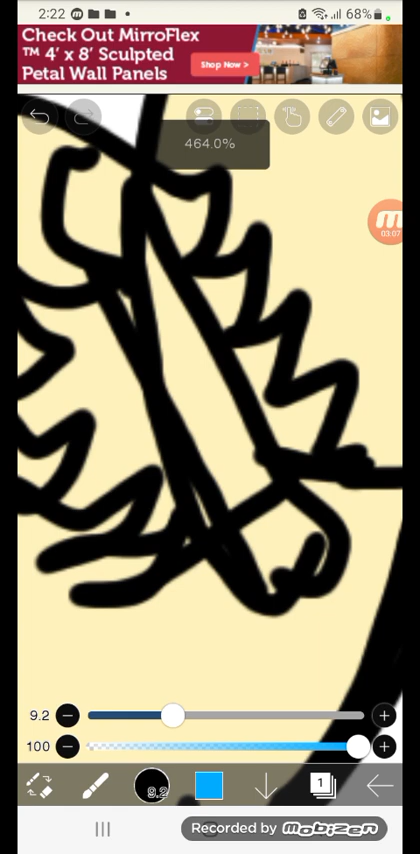 2:22
68%
Check Out MirroFlex
™ 4' x 8' Sculpted
Petal Wall Panels
Shop Now >
464.0%
03:07
9.2
100
9.2
1
Recorded by mobizen